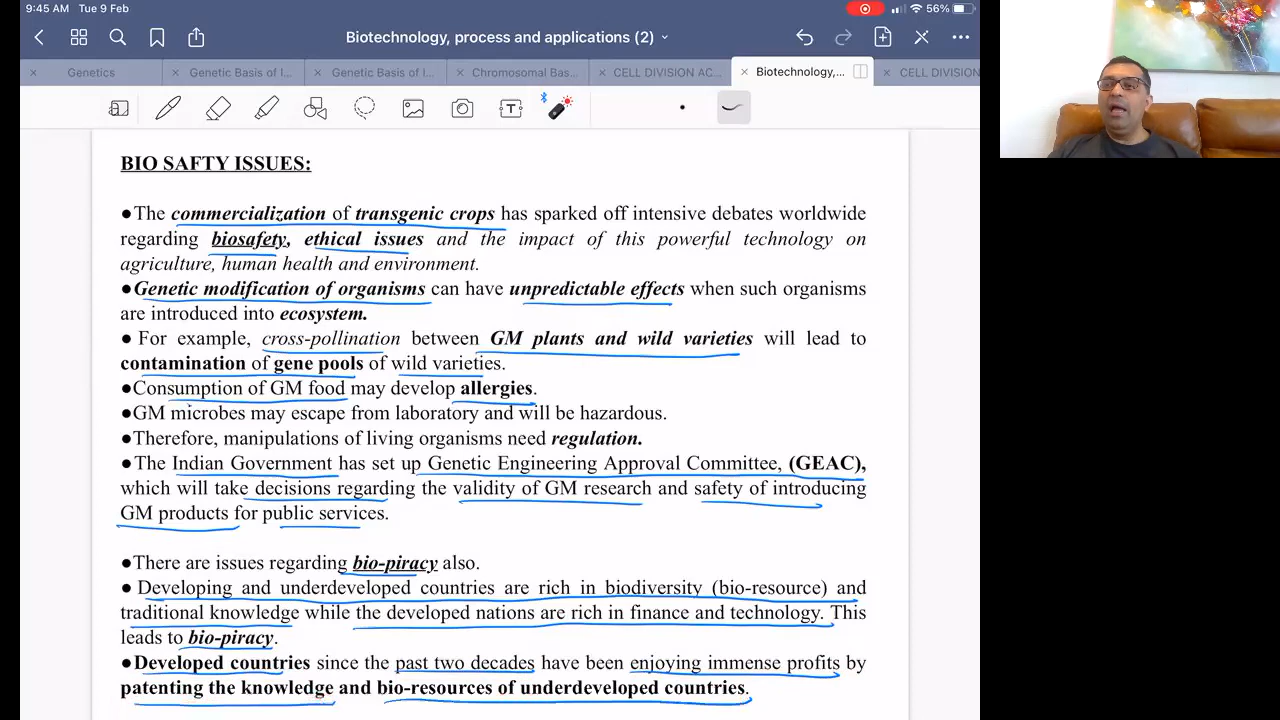 9:45 AM Tue 9 Feb
56%
Biotechnology, process and applications (2)
Genetics
Genetic Basis of I...
Genetic Basis of I...
Chromosomal Bas...
CELL DIVISION AC...
Biotechnology,...
CELL DIVISION
T
BIO SAFTY ISSUES:
●The commercialization of transgenic crops has sparked off intensive debates worldwide
regarding biosafety, ethical issues and the impact of this powerful technology on
agriculture, human health and environment.
●Genetic modification of organisms can have unpredictable effects when such organisms
are introduced into ecosystem.
● For example, cross-pollination between GM plants and wild varieties will lead to
contamination of gene pools of wild varieties.
●Consumption of GM food may develop allergies.
●GM microbes may escape from laboratory and will be hazardous.
●Therefore, manipulations of living organisms need regulation.
●The Indian Government has set up Genetic Engineering Approval Committee, (GEAC),
which will take decisions regarding the validity of GM research and safety of introducing
GM products for public services.
●There are issues regarding bio-piracy also.
● Developing and underdeveloped countries are rich in biodiversity (bio-resource) and
traditional knowledge while the developed nations are rich in finance and technology. This
leads to bio-piracy.
●Developed countries since the past two decades have been enjoying immense profits by
patenting the knowledge and bio-resources of underdeveloped countries.